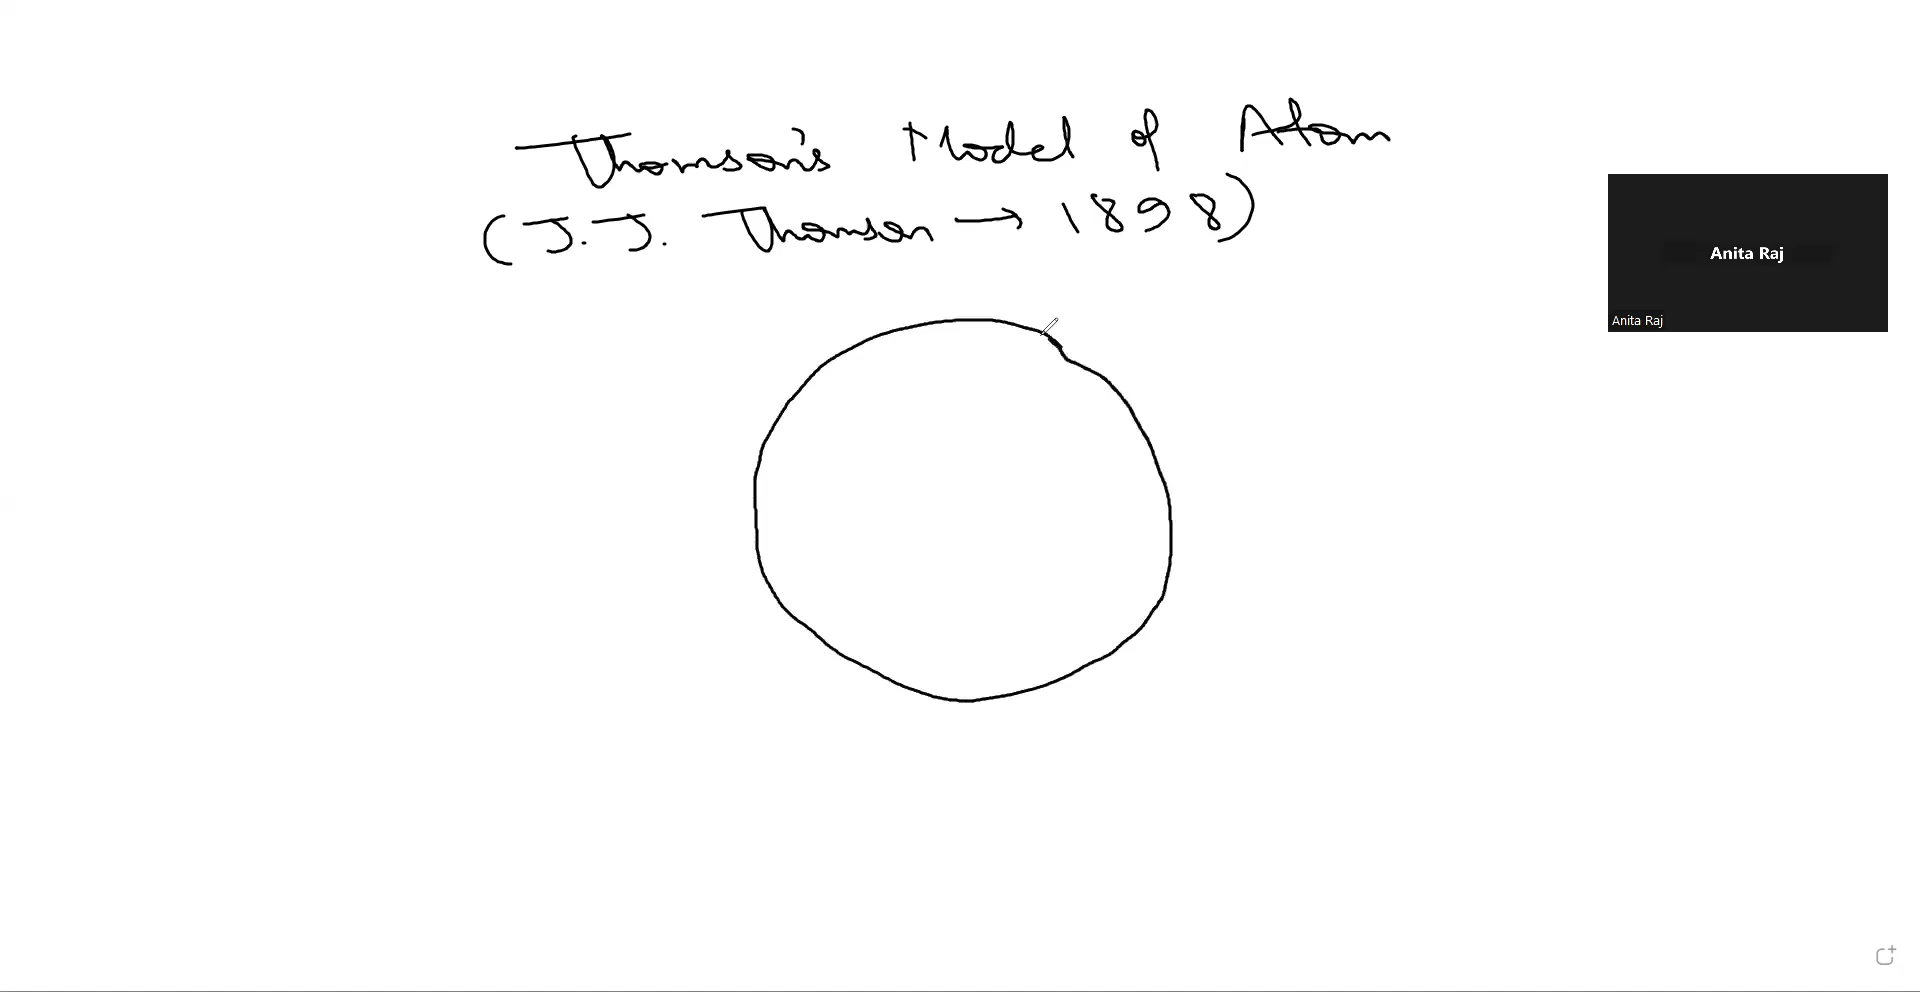 Thomson's Model of Atom
(J.J. Thomson → 1898)
Anita Raj
Anita Raj